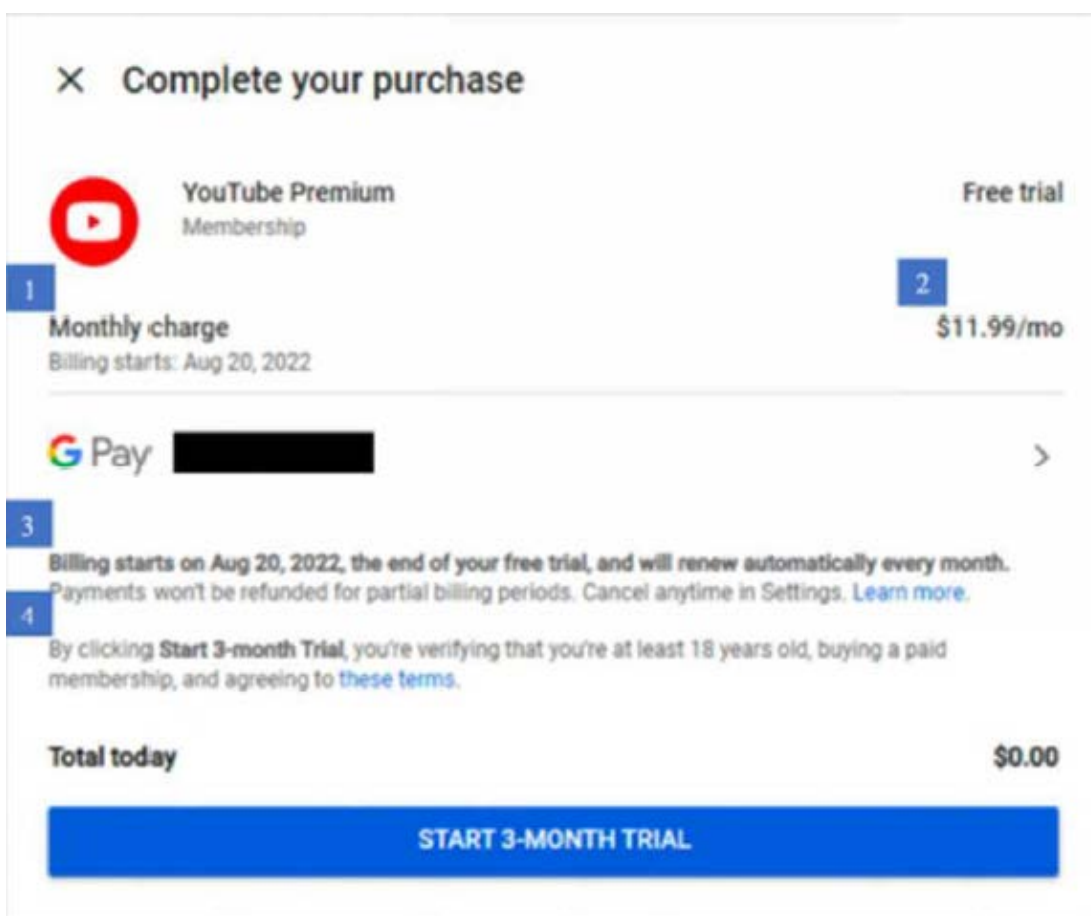 × Complete your purchase
YouTube Premium Free trial
Membership
1 2
Monthly charge $11.99/mo
Billing starts: Aug 20, 2022
G Pay
3
Billing starts on Aug 20, 2022, the end of your free trial, and will renew automatically every month.
Payments won't be refunded for partial billing periods. Cancel anytime in Settings. Learn more.
4
By clicking Start 3-month Trial, you're verifying that you're at least 18 years old, buying a paid
membership, and agreeing to these terms.
Total today $0.00
START 3-MONTH TRIAL